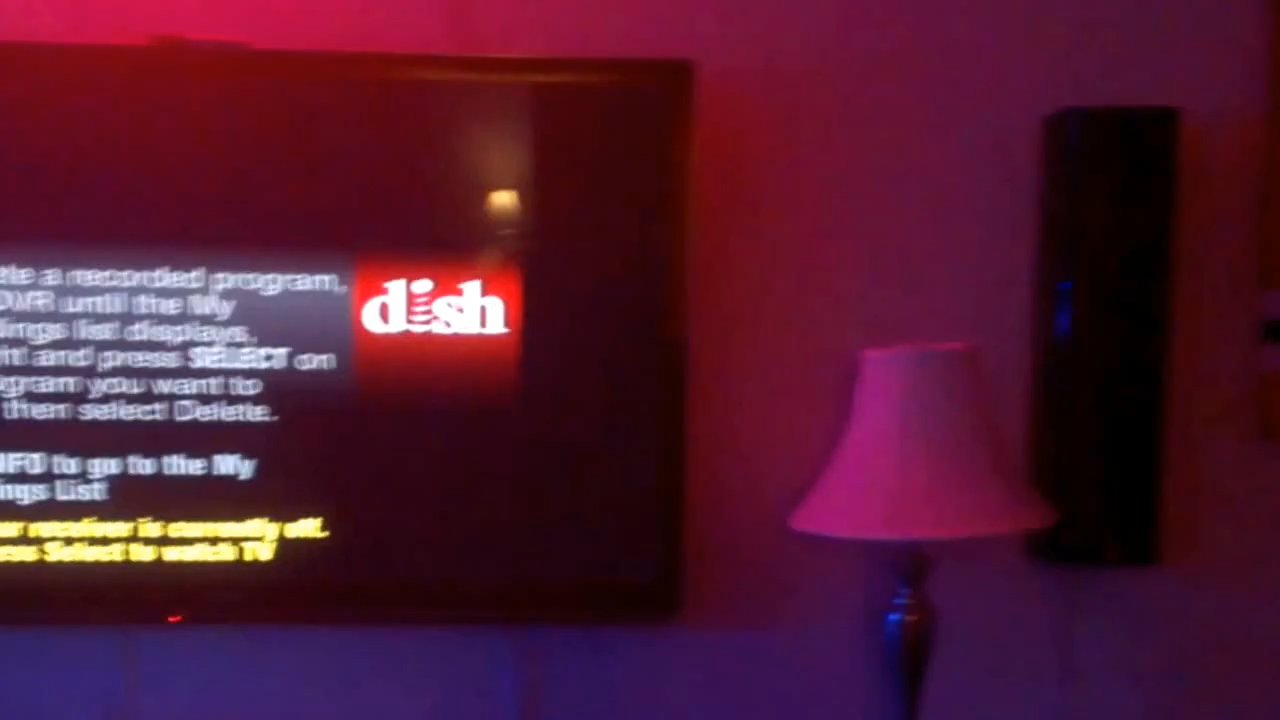 a recorded program,
DVR until the My
list displays.
and press SELECT on
you want to
then select Delete.
dish
to go to the My
List!
receiver is currently off.
Select to watch TV